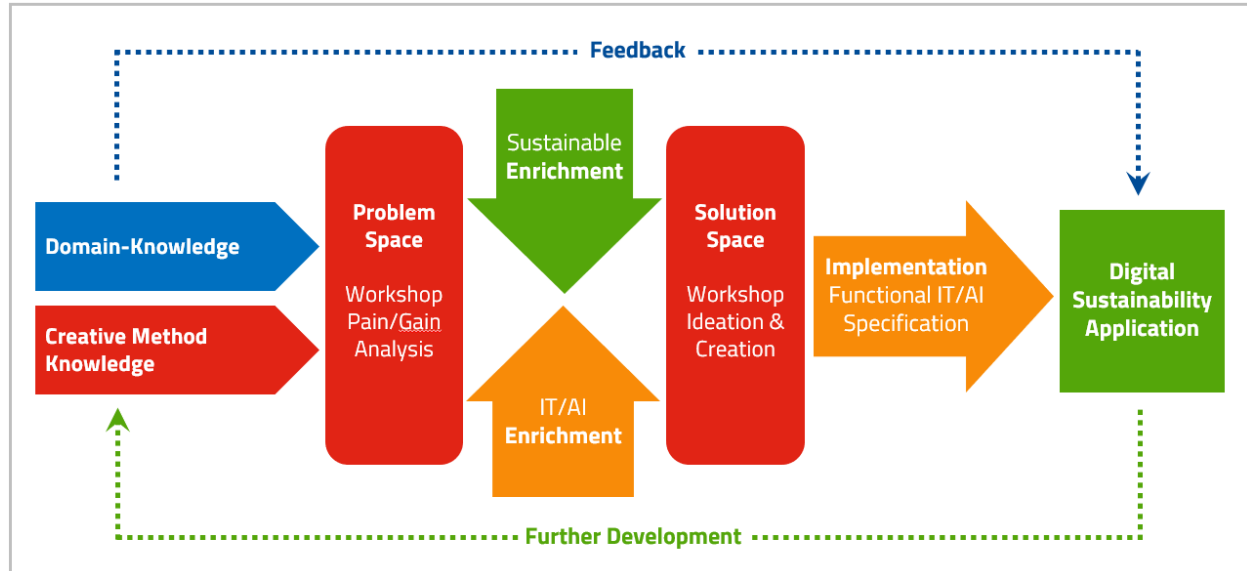 Feedback
Sustainable
Enrichment
Domain-Knowledge
Creative Method
Knowledge
Problem
Space
Workshop
Pain/Gain
Analysis
IT/AI
Enrichment
Solution
Space
Workshop
Ideation &
Creation
Implementation
Functional IT/AI
Specification
Digital
Sustainability
Application
Further Development